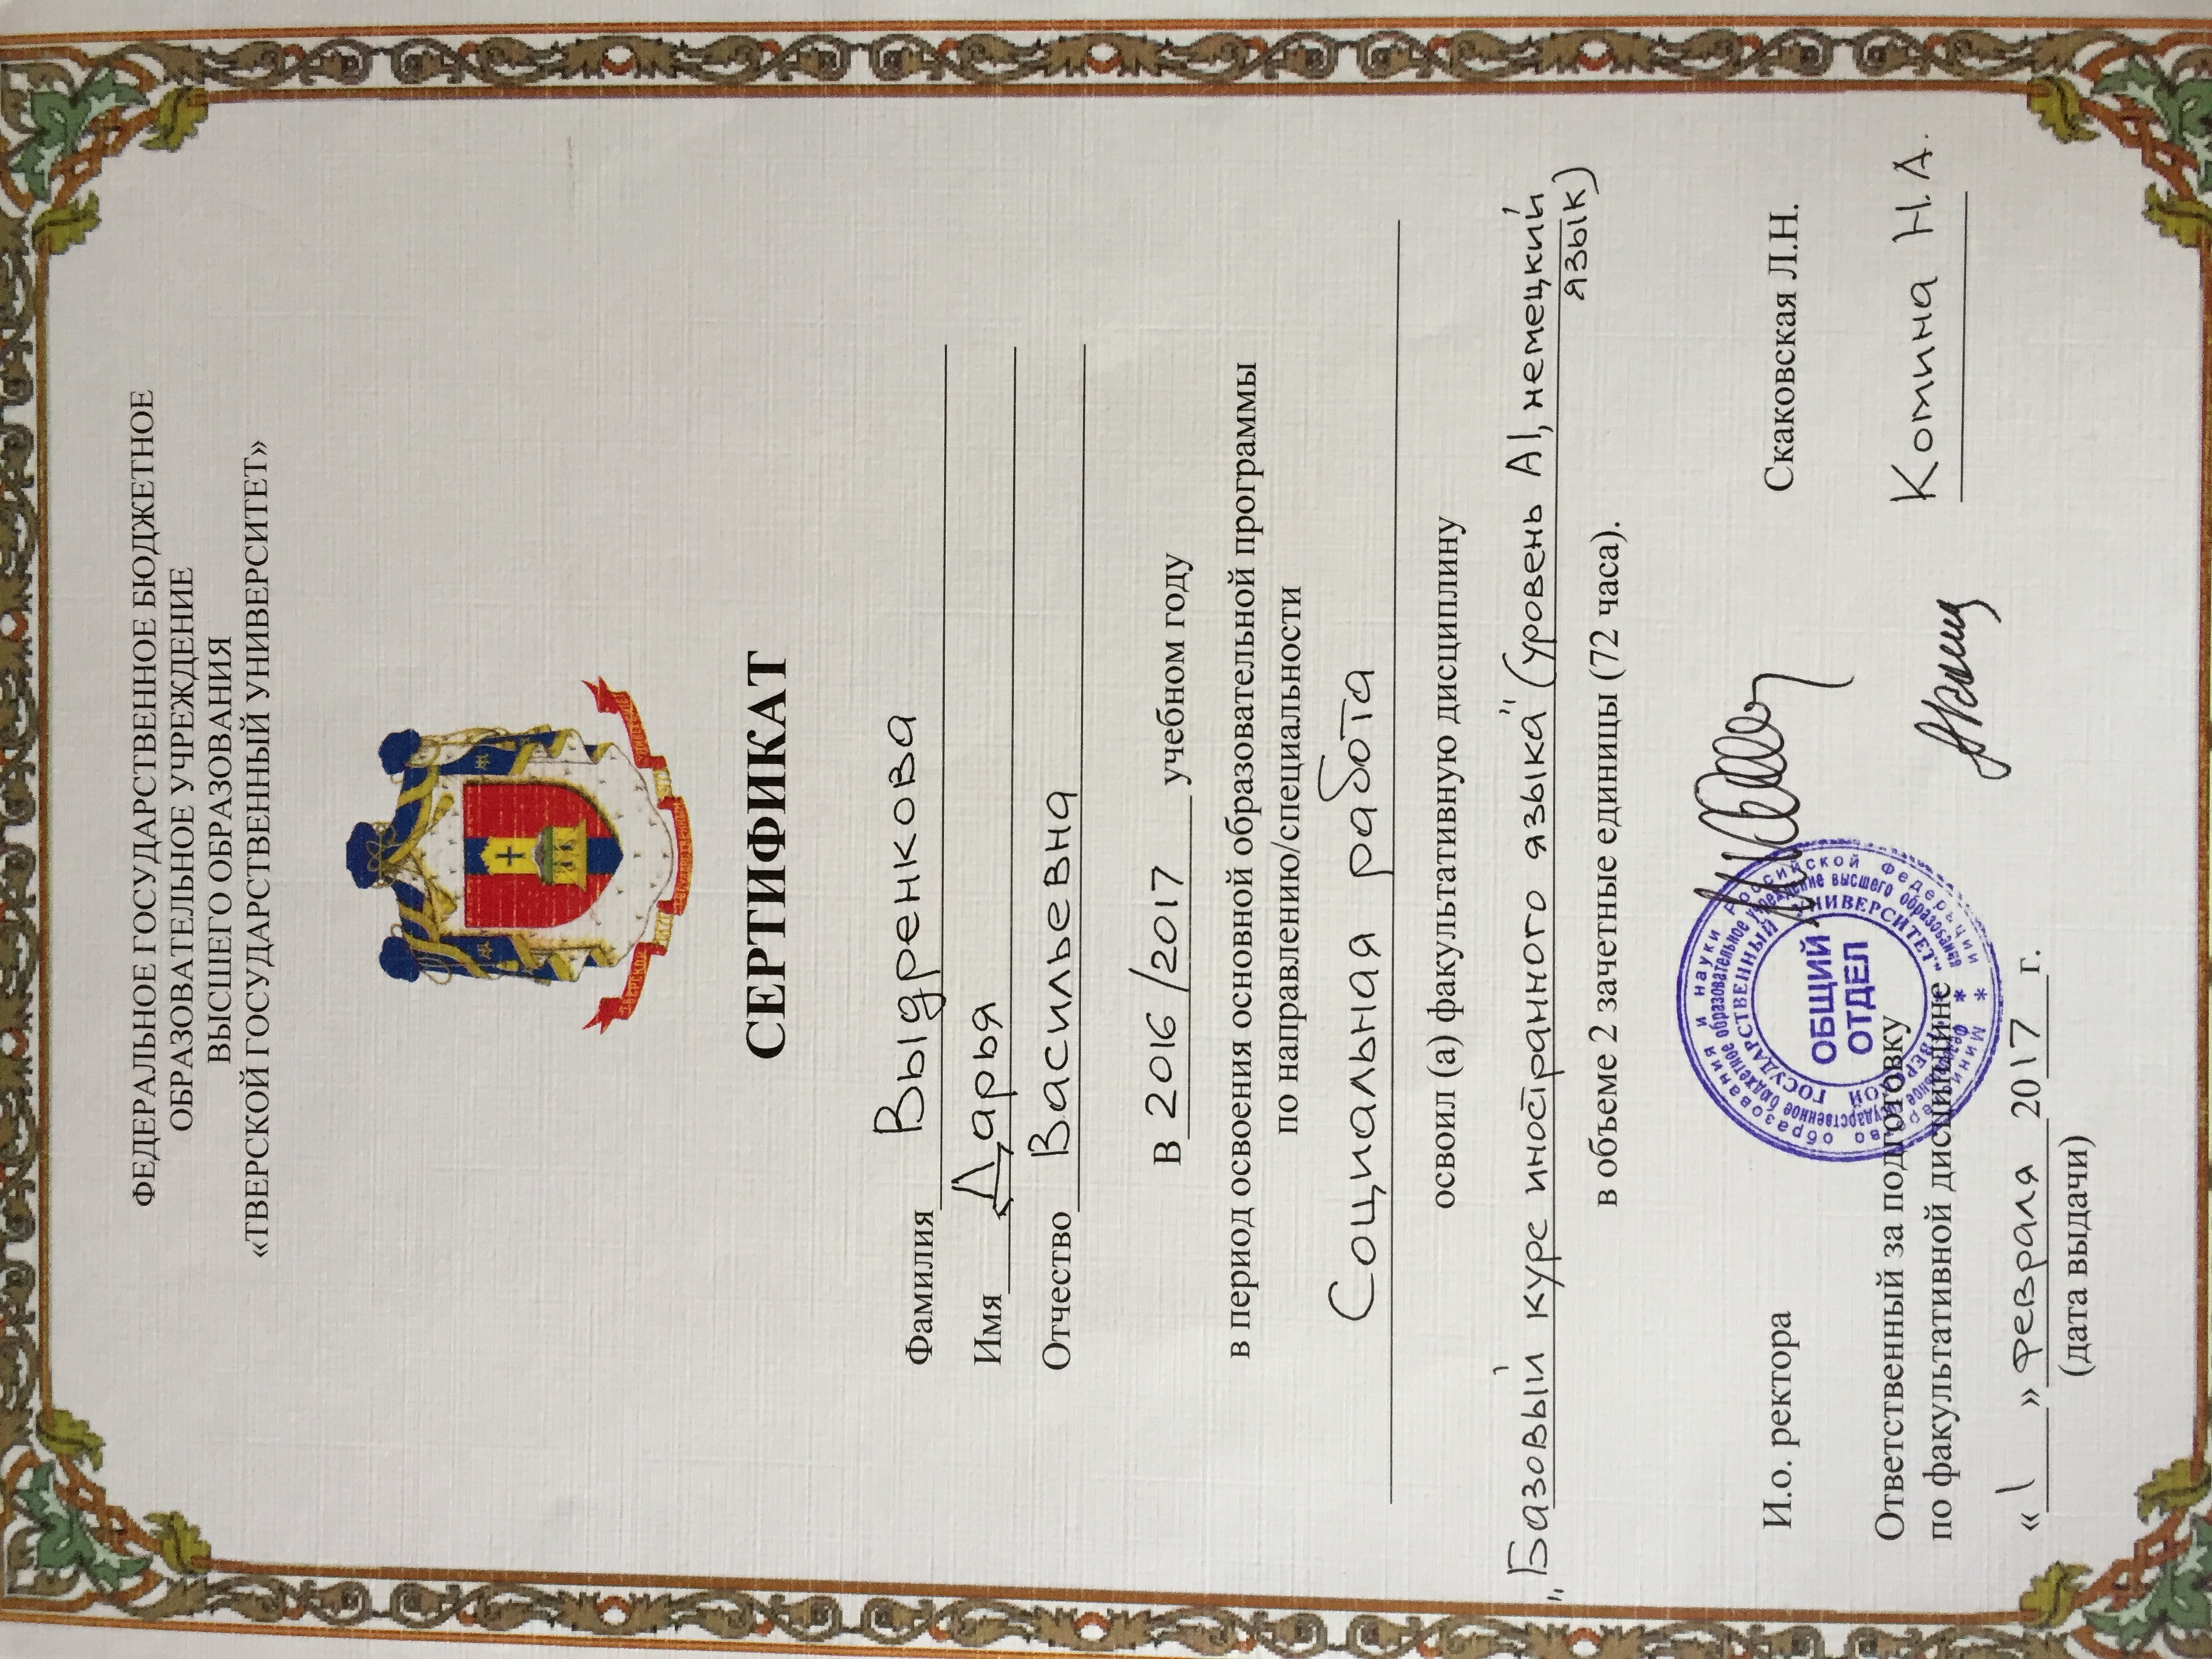 ФЕДЕРАЛЬНОЕ ГОСУДАРСТВЕННОЕ БЮДЖЕТНОЕ
ОБРАЗОВАТЕЛЬНОЕ УЧРЕЖДЕНИЕ
ВЫСШЕГО ОБРАЗОВАНИЯ
«ТВЕРСКОЙ ГОСУДАРСТВЕННЫЙ УНИВЕРСИТЕТ»
СЕРТИФИКАТ
Фамилия Выдренкова
Имя Дарья
Отчество Васильевна
В 2016/2017 учебном году
в период освоения основной образовательной программы
по направлению/специальности
Социальная работа
освоил (а) факультативную дисциплину
„Базовый курс иностранного языка" (уровень А1, немецкий
язык)
в объеме 2 зачетные единицы (72 часа).
И.о. ректора Скаковская Л.Н.
ОБЩИЙ
ОТДЕЛ
Ответственный за подготовку
по факультативной дисциплине Комина Н.А.
« 1 » февраля 2017 г.
(дата выдачи)